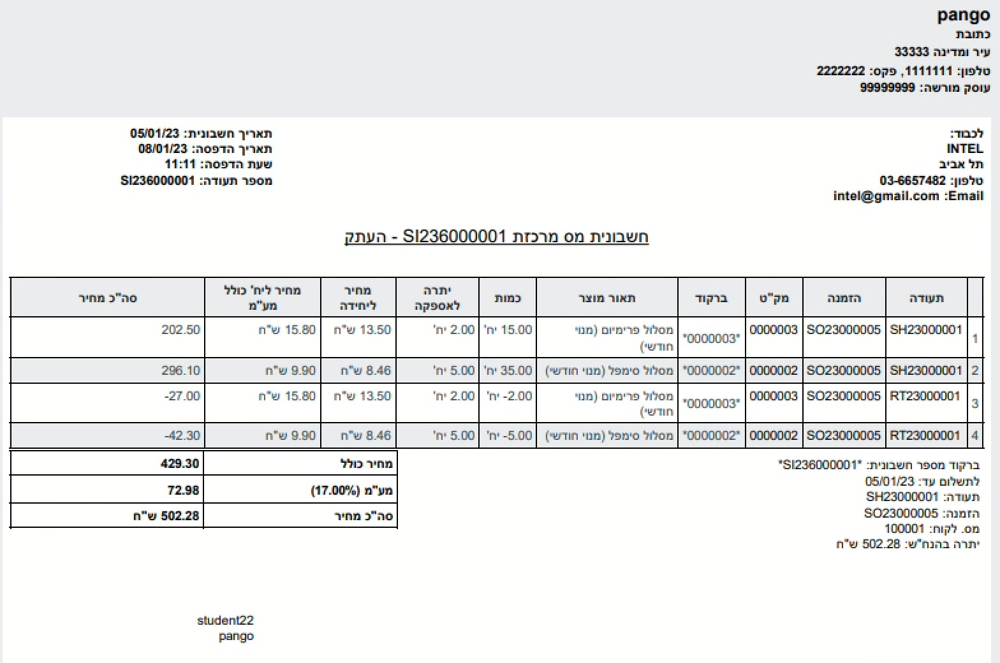 pango
כתובת
עיר ומדינה 33333
טלפון: 1111111, פקס: 2222222
עוסק מורשה: 99999999
לכבוד:
INTEL
תל אביב
טלפון: 03-6657482
Email: intel@gmail.com
תאריך חשבונית: 05/01/23
תאריך הדפסה: 08/01/23
שעת הדפסה: 11:11
מספר תעודה: SI236000001
חשבונית מס מרכזת SI236000001 - העתק
תעודה הזמנה מק"ט ברקוד תאור מוצר כמות יתרה לאספקה מחיר ליחידה מחיר ליח' כולל מע"מ סה"כ מחיר
1 SH23000001 SO23000005 0000003 *0000003* מסלול פרימיום (מנוי חודשי) 15.00 יח' 2.00 יח' 13.50 ש"ח 15.80 ש"ח 202.50
2 SH23000001 SO23000005 0000002 *0000002* מסלול סימפל (מנוי חודשי) 35.00 יח' 5.00 יח' 8.46 ש"ח 9.90 ש"ח 296.10
3 RT23000001 SO23000005 0000003 *0000003* מסלול פרימיום (מנוי חודשי) -2.00 יח' 2.00 יח' 13.50 ש"ח 15.80 ש"ח -27.00
4 RT23000001 SO23000005 0000002 *0000002* מסלול סימפל (מנוי חודשי) -5.00 יח' 5.00 יח' 8.46 ש"ח 9.90 ש"ח -42.30
מחיר כולל 429.30
מע"מ (17.00%) 72.98
סה"כ מחיר 502.28 ש"ח
ברקוד מספר חשבונית: *SI236000001*
לתשלום עד: 05/01/23
תעודה: SH23000001
הזמנה: SO23000005
מס. לקוח: 100001
יתרה בהנח"ש: 502.28 ש"ח
student22
pango